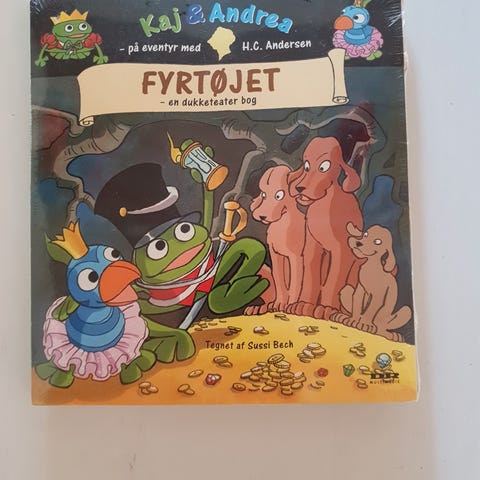 Kaj & Andrea
- på eventyr med H.C. Andersen
FYRTØJET
- en dukketeater bog
Tegnet af Sussi Bech